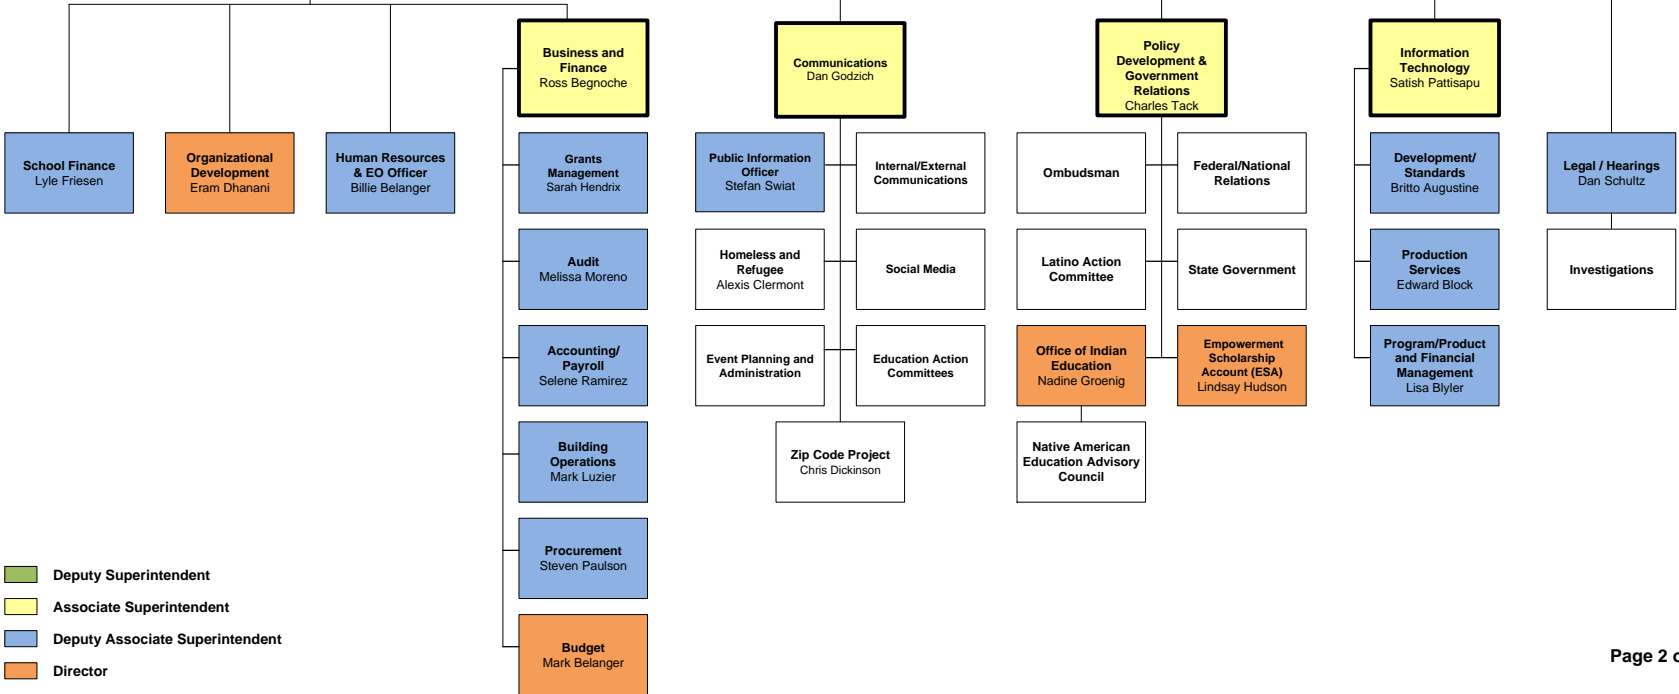 Business and
Finance
Ross Begnoche
Communications
Dan Godzich
Policy
Development &
Government
Relations
Charles Tack
Information
Technology
Satish Pattisapu
School Finance
Lyle Friesen
Organizational
Development
Eram Dhanani
Human Resources
& EO Officer
Billie Belanger
Grants
Management
Sarah Hendrix
Public Information
Officer
Stefan Swiat
Internal/External
Communications
Ombudsman
Federal/National
Relations
Development/
Standards
Britto Augustine
Legal / Hearings
Dan Schultz
Audit
Melissa Moreno
Homeless and
Refugee
Alexis Clermont
Social Media
Latino Action
Committee
State Government
Production
Services
Edward Block
Investigations
Accounting/
Payroll
Selene Ramirez
Event Planning and
Administration
Education Action
Committees
Office of Indian
Education
Nadine Groenig
Empowerment
Scholarship
Account (ESA)
Lindsay Hudson
Program/Product
and Financial
Management
Lisa Blyler
Building
Operations
Mark Luzier
Zip Code Project
Chris Dickinson
Native American
Education Advisory
Council
Procurement
Steven Paulson
Budget
Mark Belanger
Deputy Superintendent
Associate Superintendent
Deputy Associate Superintendent
Director
Page 2